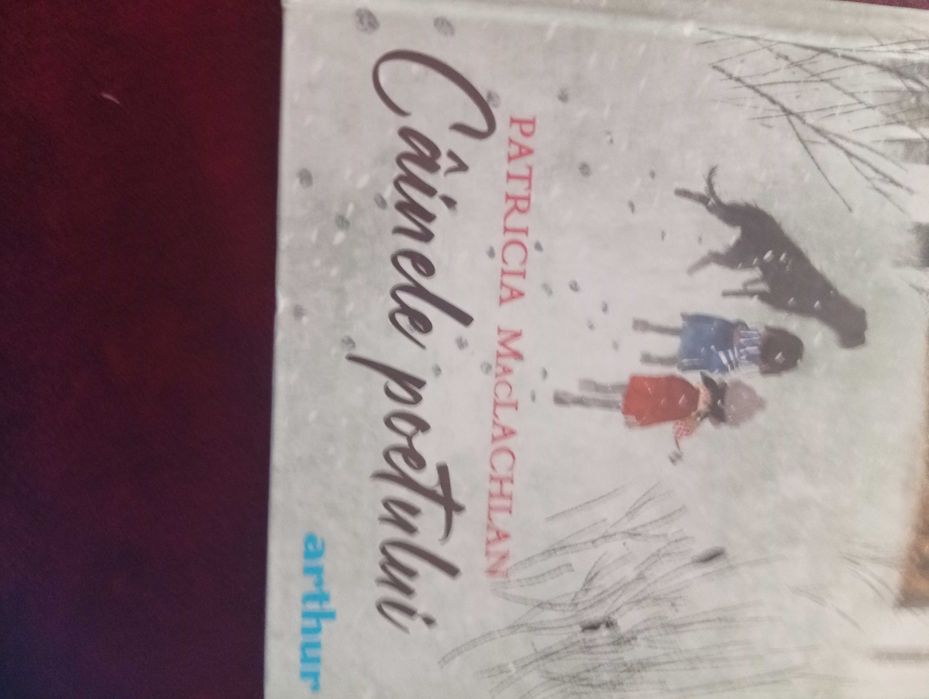 PATRICIA MACLACHLAN
Câinele poetului
arthur